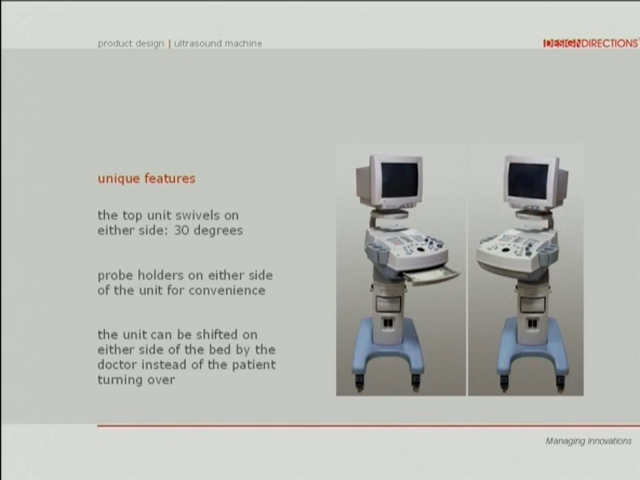 product design | ultrasound machine
DESIGNDIRECTIONS
unique features
the top unit swivels on
either side: 30 degrees
probe holders on either side
of the unit for convenience
the unit can be shifted on
either side of the bed by the
doctor instead of the patient
turning over
Managing Innovations